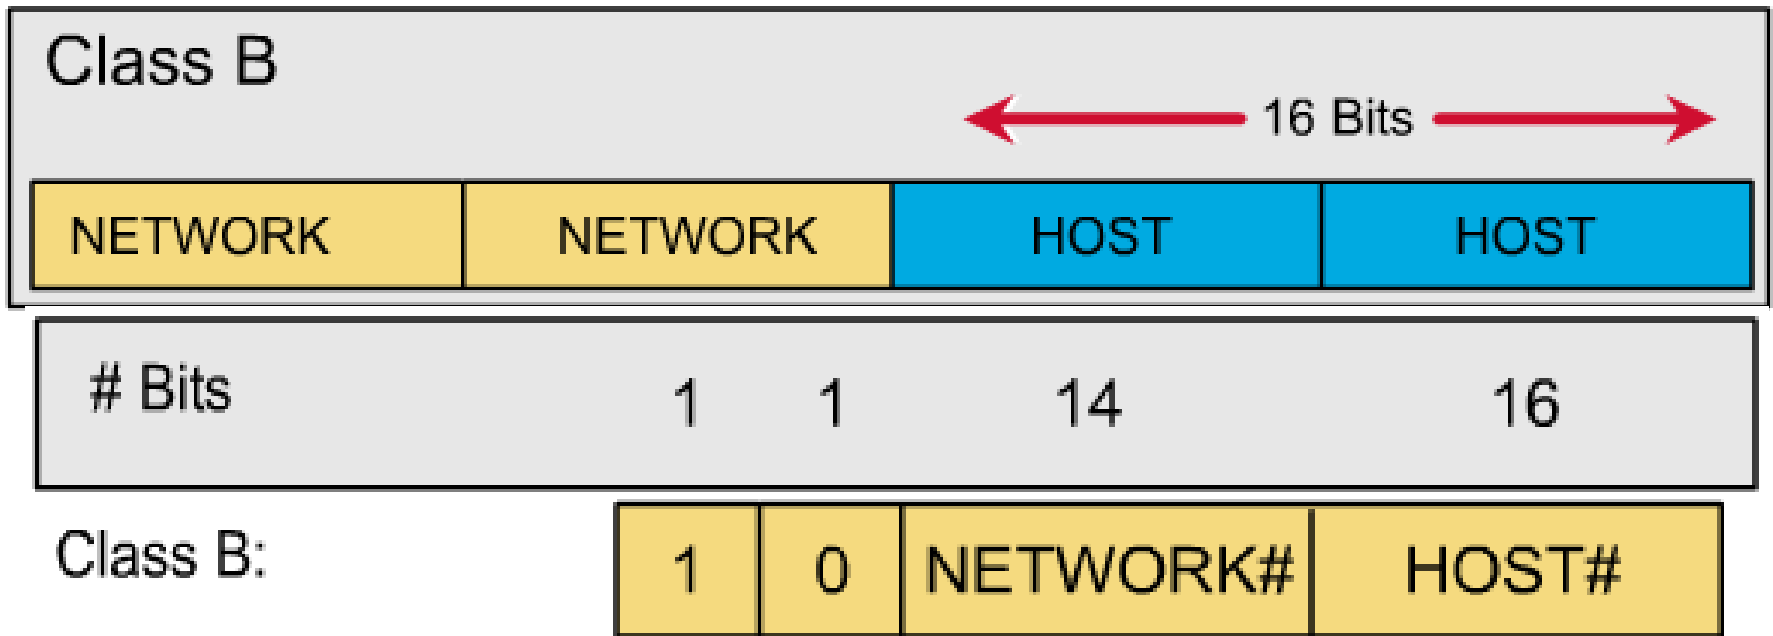 Class B
16 Bits
NETWORK NETWORK HOST HOST
# Bits 1 1 14 16
Class B: 1 0 NETWORK# HOST#